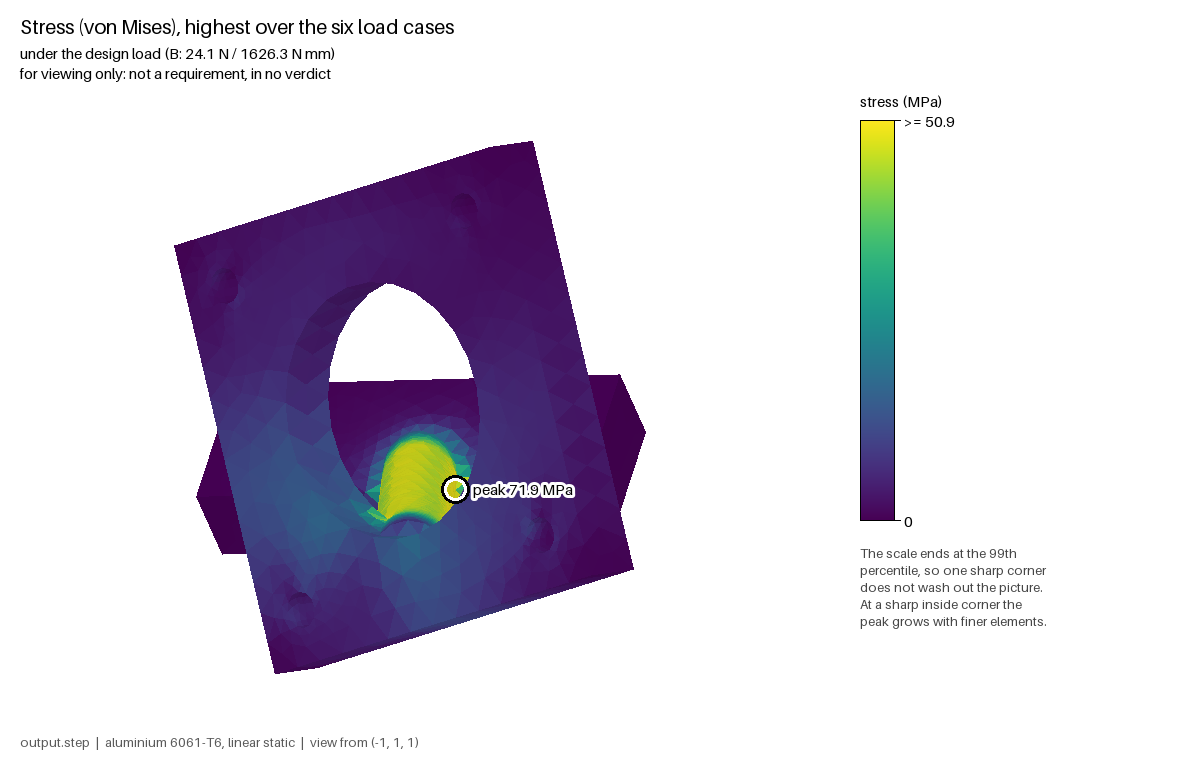 Stress (von Mises), highest over the six load cases
under the design load (B: 24.1 N / 1626.3 N mm)
for viewing only: not a requirement, in no verdict
stress (MPa)
>= 50.9
peak 71.9 MPa
0
The scale ends at the 99th
percentile, so one sharp corner
does not wash out the picture.
At a sharp inside corner the
peak grows with finer elements.
output.step | aluminium 6061-T6, linear static | view from (-1, 1, 1)